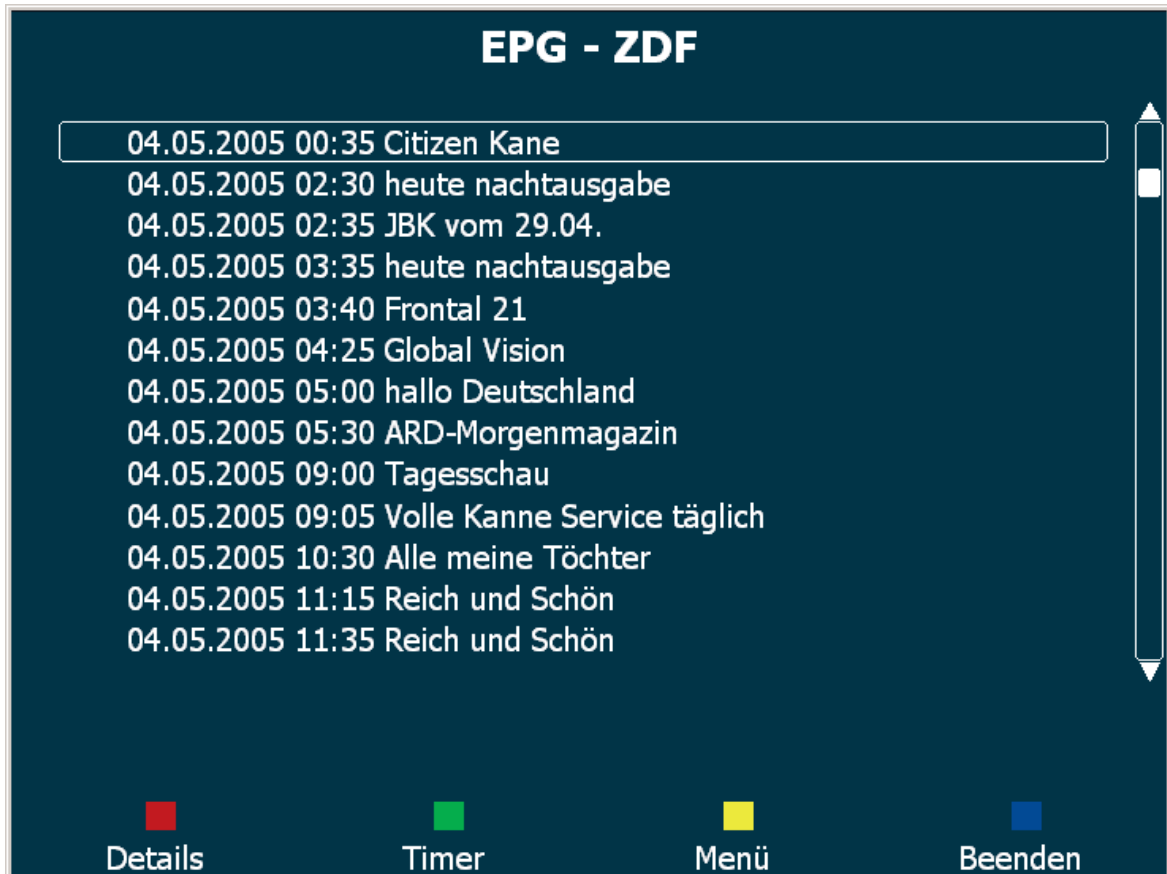 EPG - ZDF
04.05.2005 00:35 Citizen Kane
04.05.2005 02:30 heute nachtausgabe
04.05.2005 02:35 JBK vom 29.04.
04.05.2005 03:35 heute nachtausgabe
04.05.2005 03:40 Frontal 21
04.05.2005 04:25 Global Vision
04.05.2005 05:00 hallo Deutschland
04.05.2005 05:30 ARD-Morgenmagazin
04.05.2005 09:00 Tagesschau
04.05.2005 09:05 Volle Kanne Service täglich
04.05.2005 10:30 Alle meine Töchter
04.05.2005 11:15 Reich und Schön
04.05.2005 11:35 Reich und Schön
Details Timer Menü Beenden